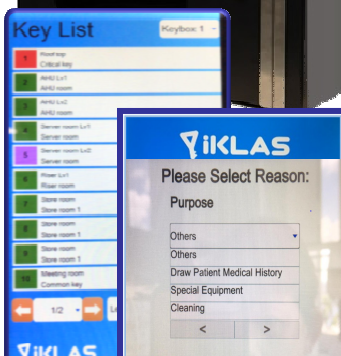 Key List
Keybox: 1
1
Rooftop
Critical key
2
AHU Lv1
AHU room
3
AHU Lv2
AHU room
4
Server room Lv1
Server room
5
Server room Lv2
Server room
6
Riser Lv1
Riser room
7
Store room
Store room 1
8
Store room
Store room 1
9
Store room
Store room 1
10
Meeting room
Common key
1/2
iKLAS
iKLAS
Please Select Reason:
Purpose
Others
Others
Draw Patient Medical History
Special Equipment
Cleaning
< >